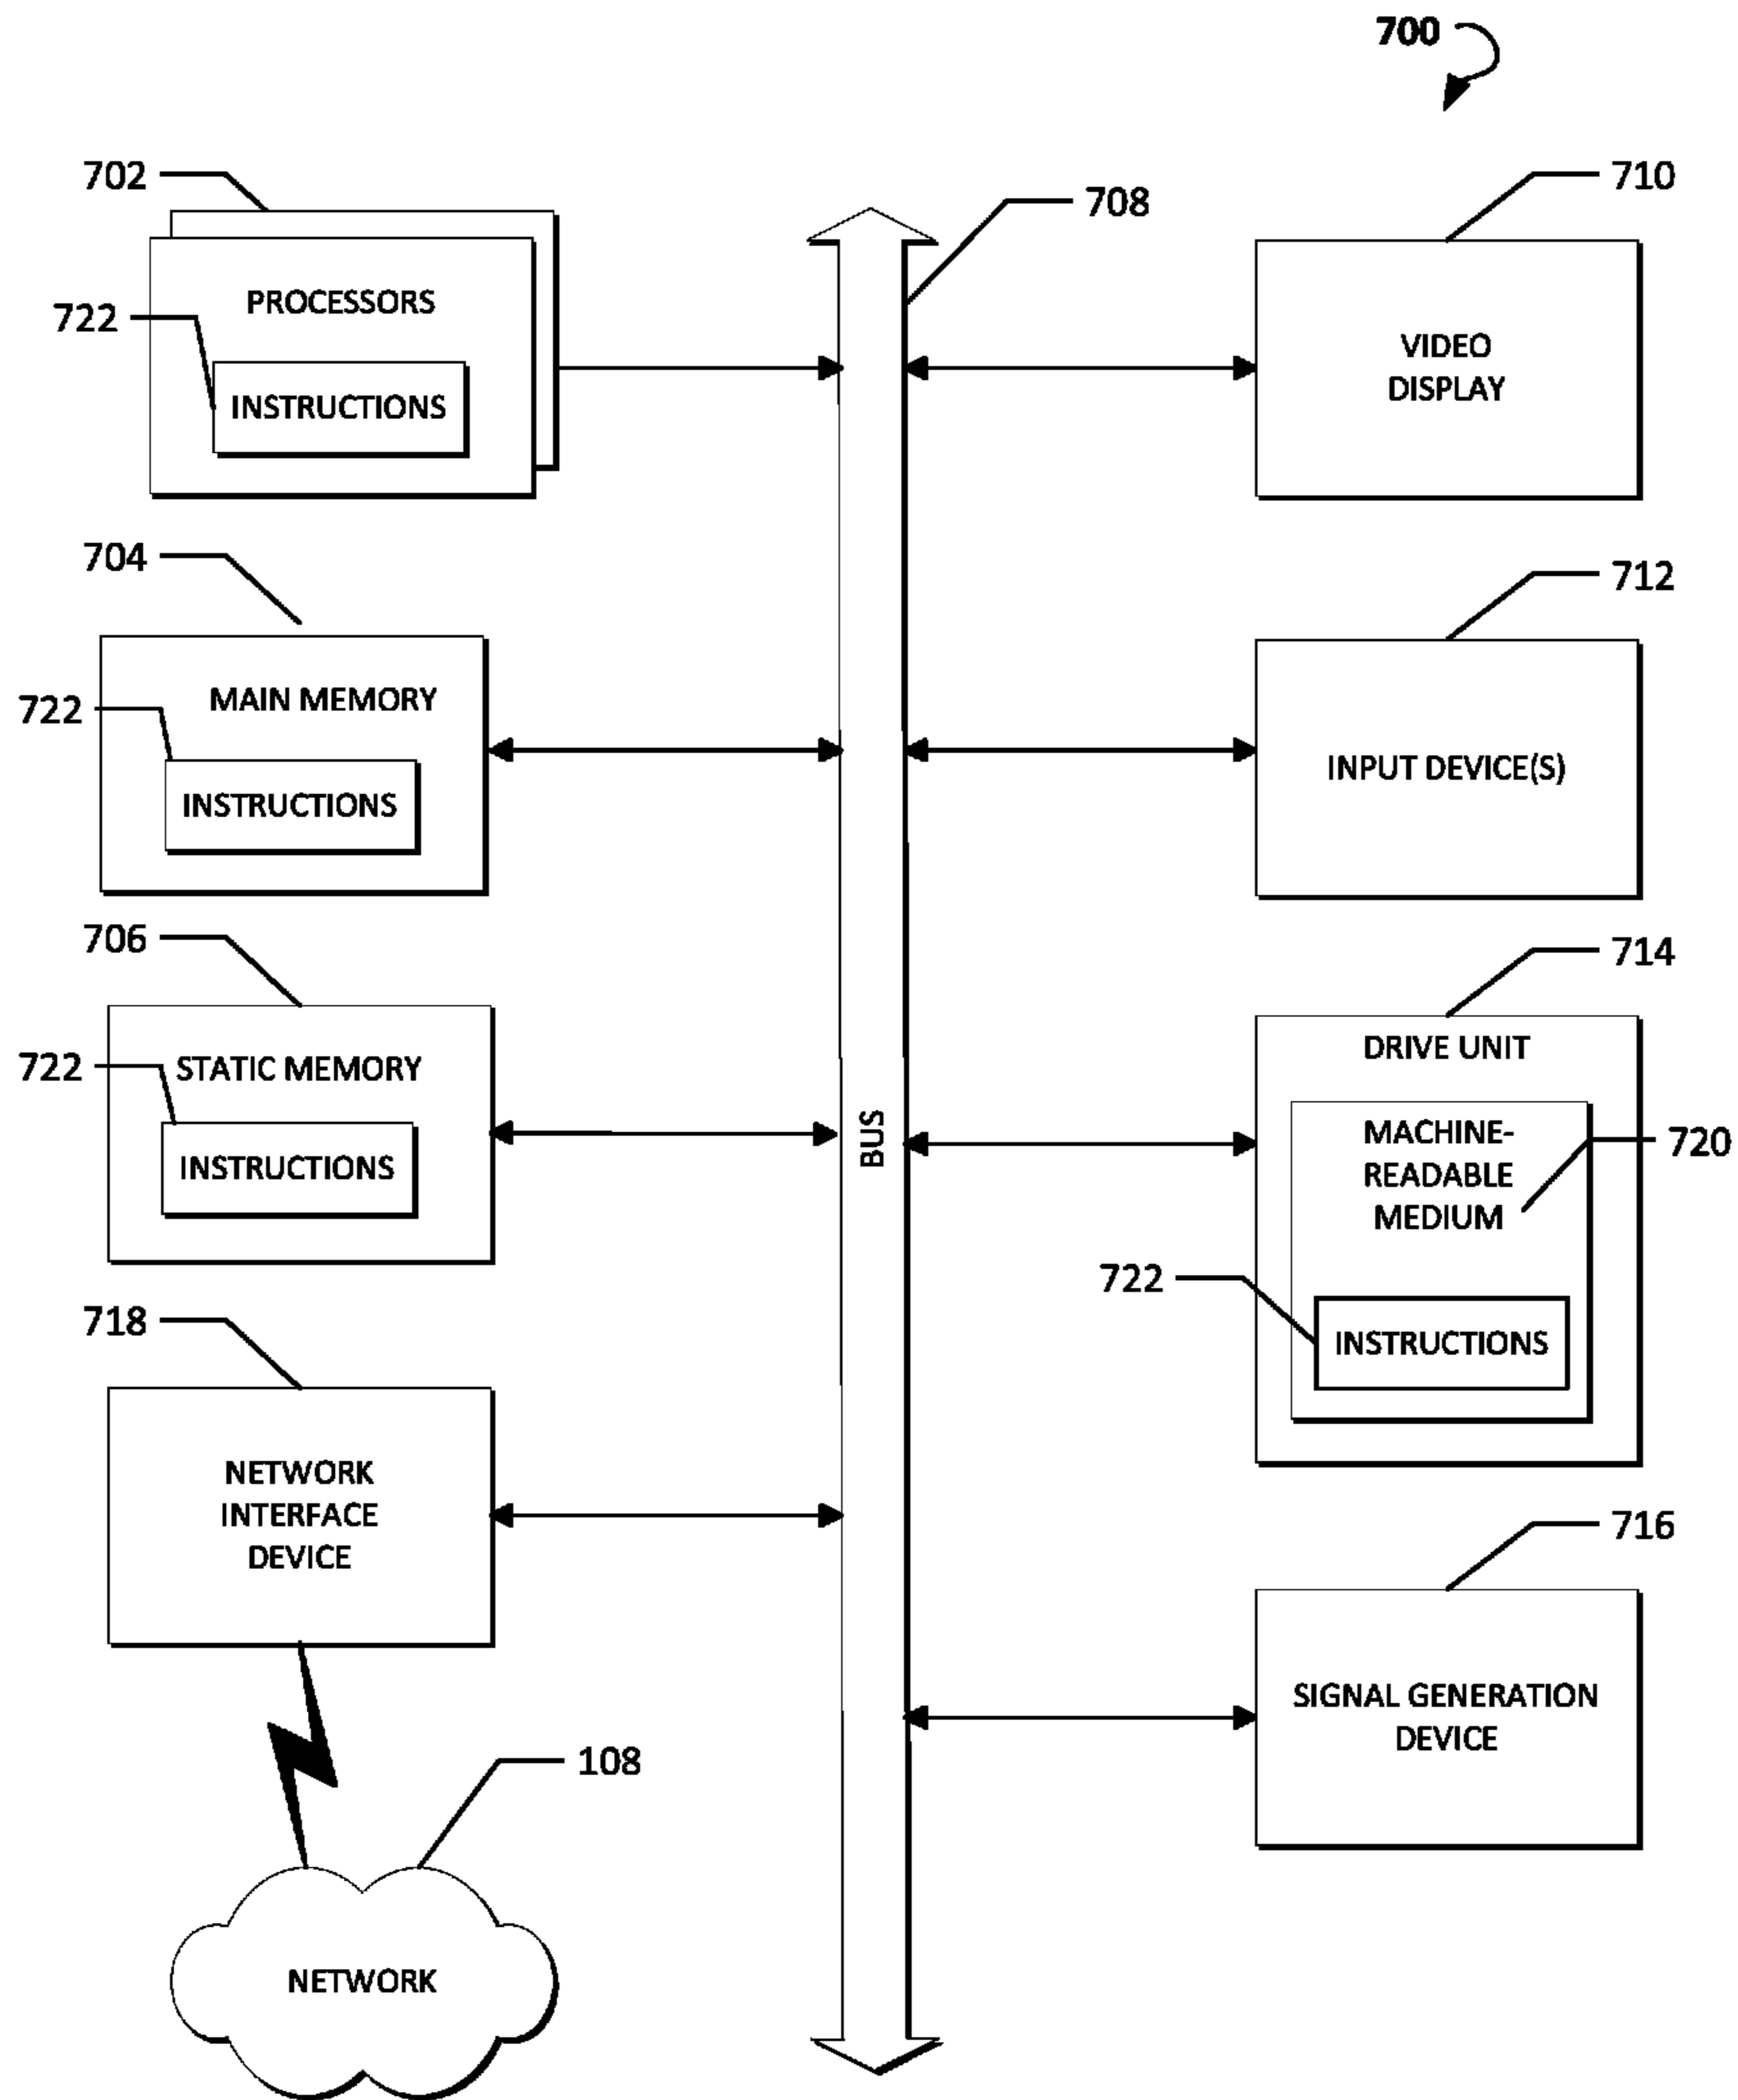 700
702
PROCESSORS
722
INSTRUCTIONS
704
MAIN MEMORY
722
INSTRUCTIONS
706
STATIC MEMORY
722
INSTRUCTIONS
718
NETWORK
INTERFACE
DEVICE
108
NETWORK
708
BUS
710
VIDEO
DISPLAY
712
INPUT DEVICE(S)
714
DRIVE UNIT
MACHINE-
READABLE
MEDIUM
720
722
INSTRUCTIONS
716
SIGNAL GENERATION
DEVICE